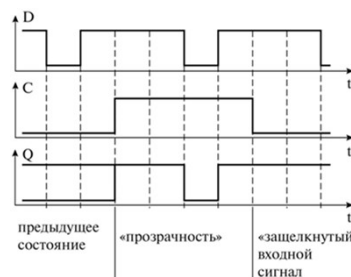 D
t
C
t
Q
t
предыдущее
состояние
«прозрачность»
«защелкнутый
входной
сигнал